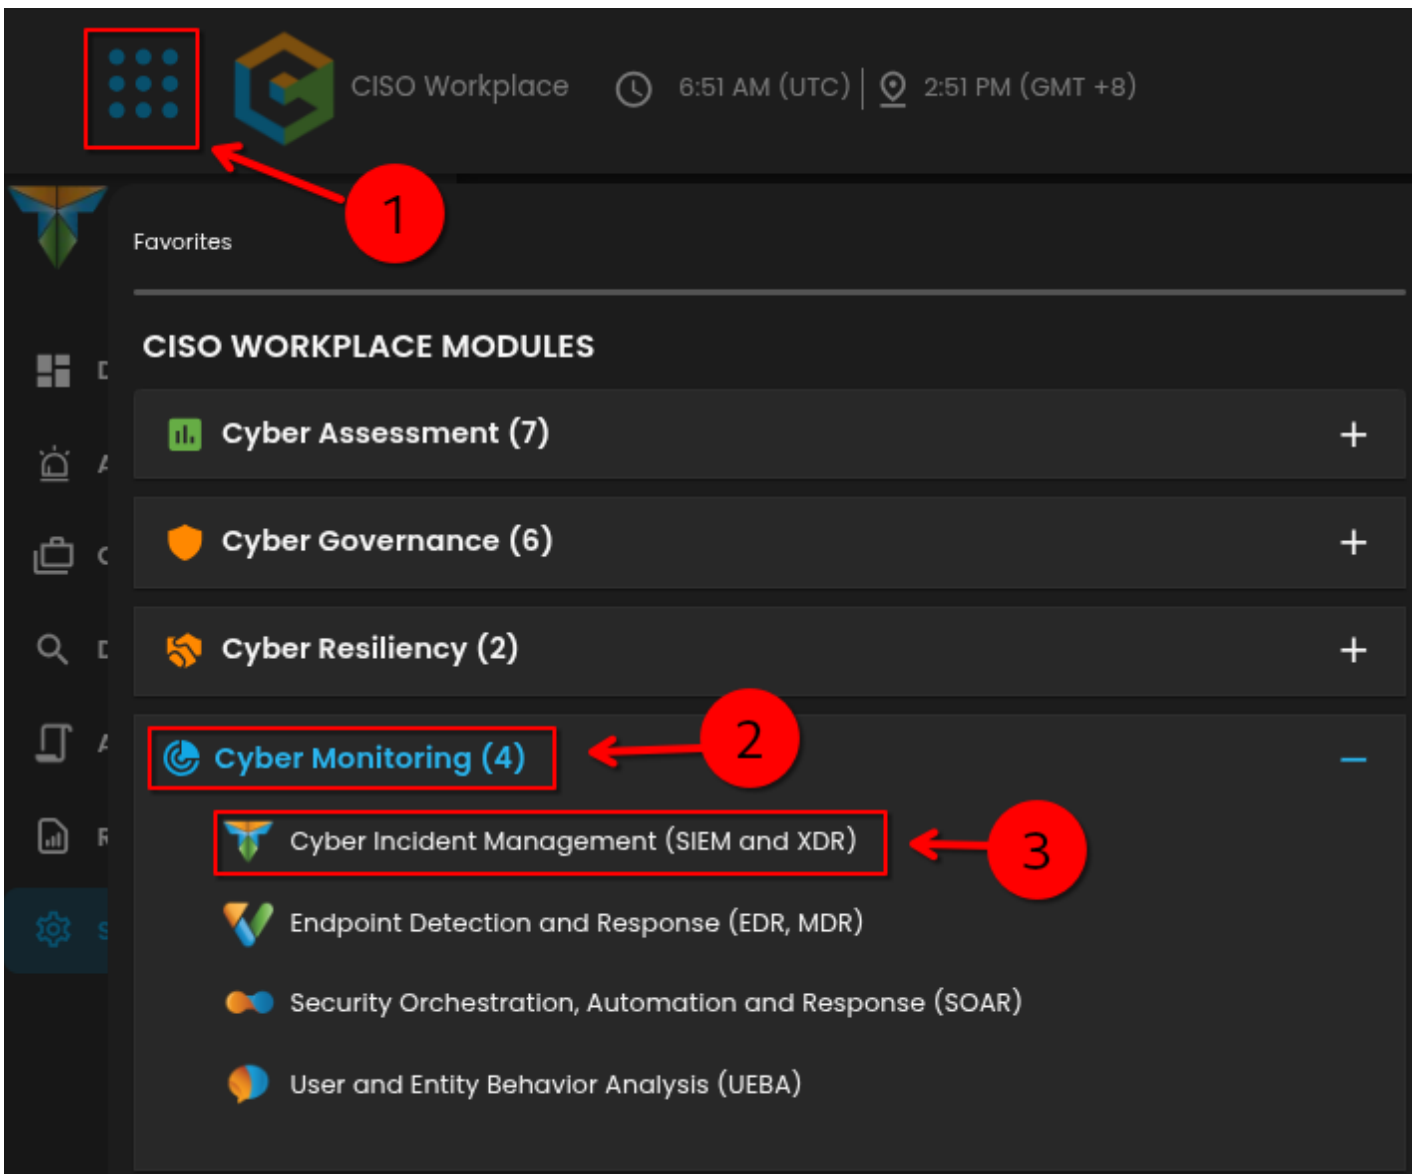 CISO Workplace 6:51 AM (UTC) | 2:51 PM (GMT +8)
1
Favorites
CISO WORKPLACE MODULES
D
Cyber Assessment (7) +
A
Cyber Governance (6) +
C
Cyber Resiliency (2) +
D
2
A
Cyber Monitoring (4) −
3
Cyber Incident Management (SIEM and XDR)
R
Endpoint Detection and Response (EDR, MDR)
S
Security Orchestration, Automation and Response (SOAR)
User and Entity Behavior Analysis (UEBA)